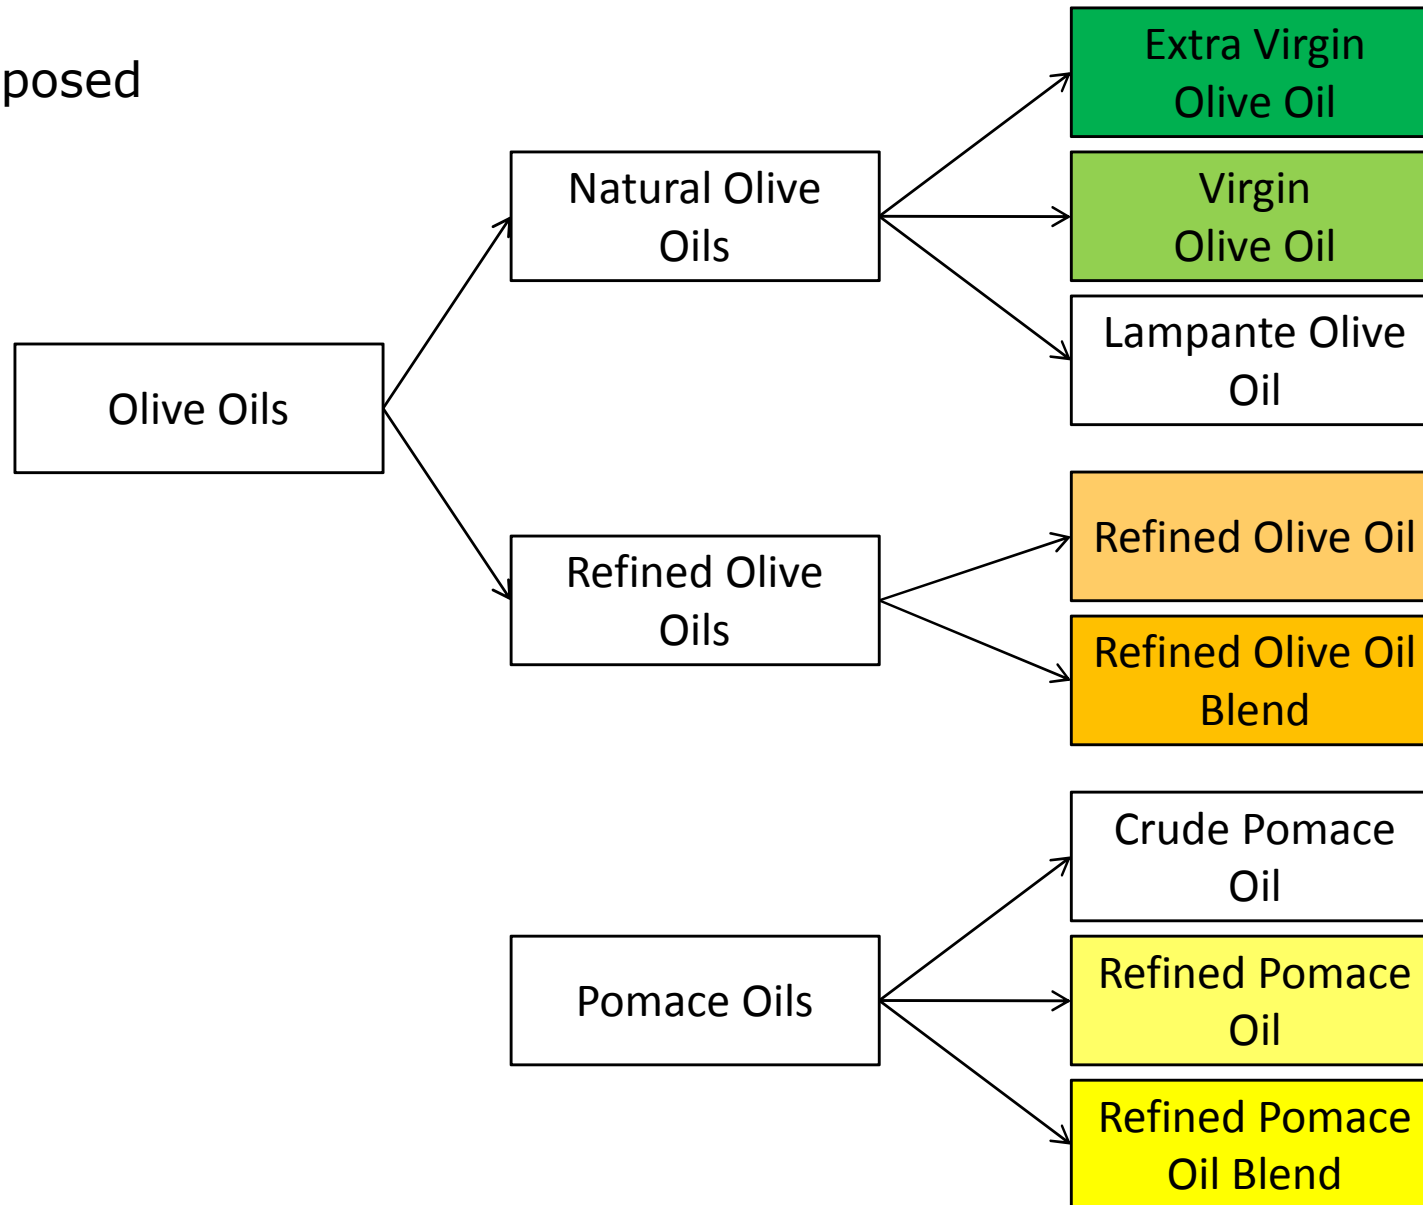 posed
Extra Virgin
Olive Oil
Natural Olive
Oils
Virgin
Olive Oil
Lampante Olive
Oil
Olive Oils
Refined Olive Oil
Refined Olive
Oils
Refined Olive Oil
Blend
Crude Pomace
Oil
Pomace Oils
Refined Pomace
Oil
Refined Pomace
Oil Blend